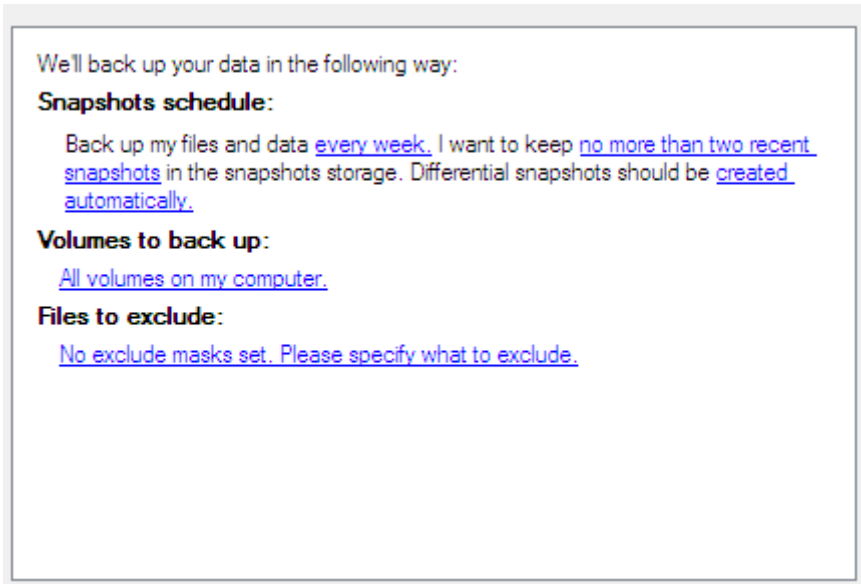 We'll back up your data in the following way:
Snapshots schedule:
Back up my files and data every week. I want to keep no more than two recent
snapshots in the snapshots storage. Differential snapshots should be created
automatically.
Volumes to back up:
All volumes on my computer.
Files to exclude:
No exclude masks set. Please specify what to exclude.